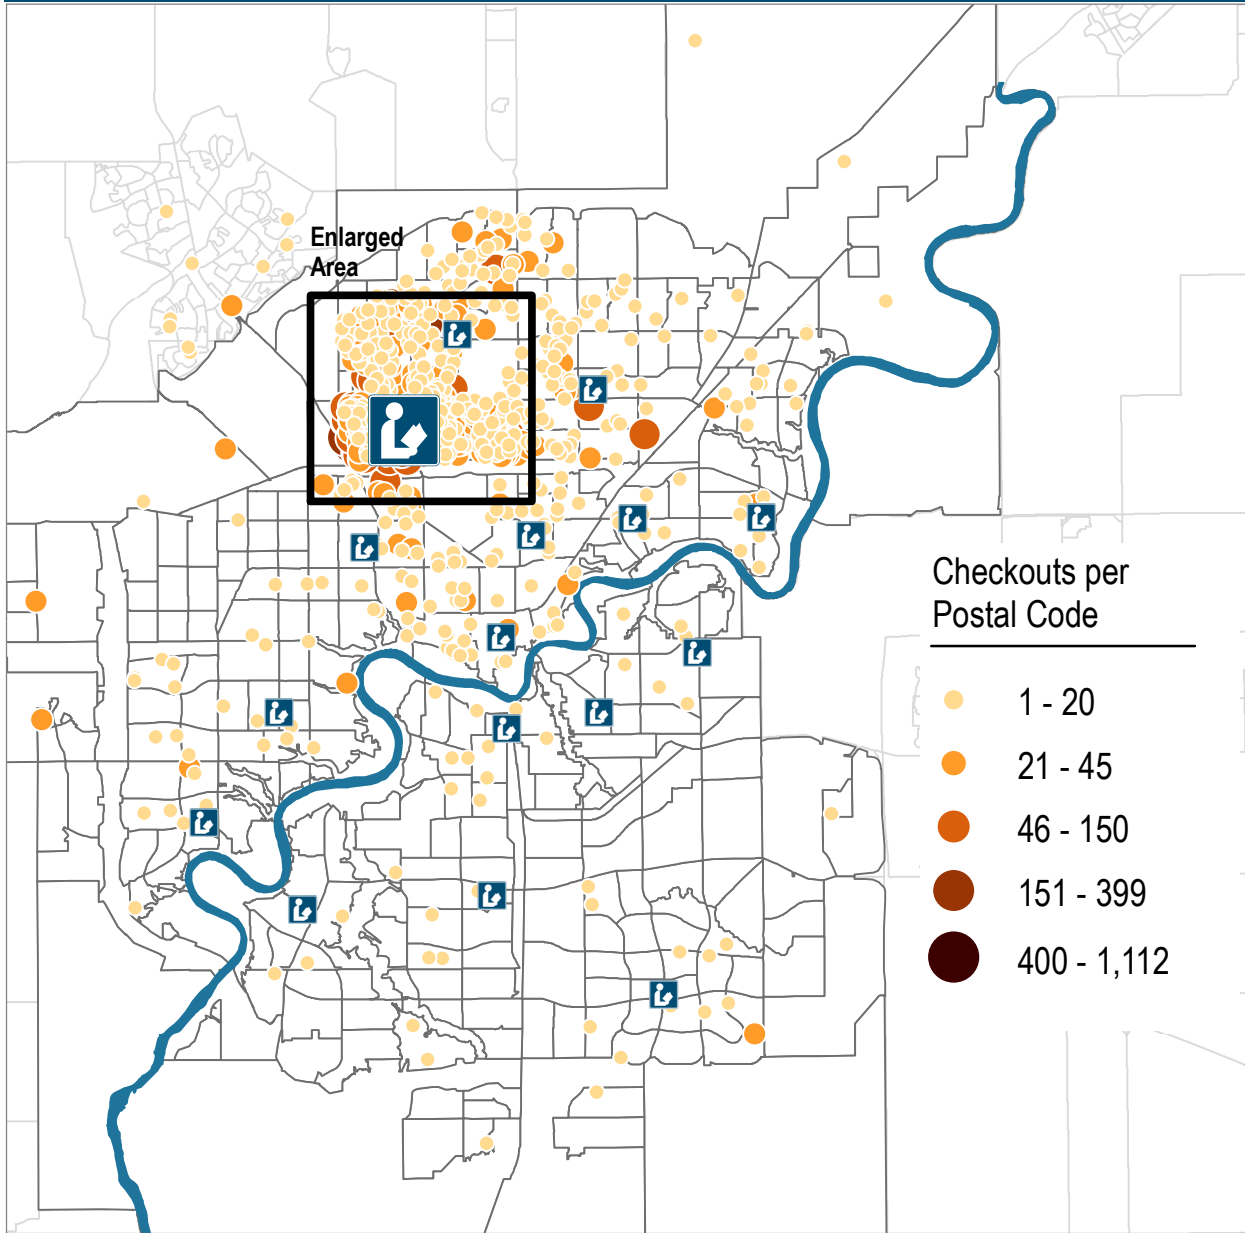 Enlarged
Area
Checkouts per
Postal Code
1 - 20
21 - 45
46 - 150
151 - 399
400 - 1,112